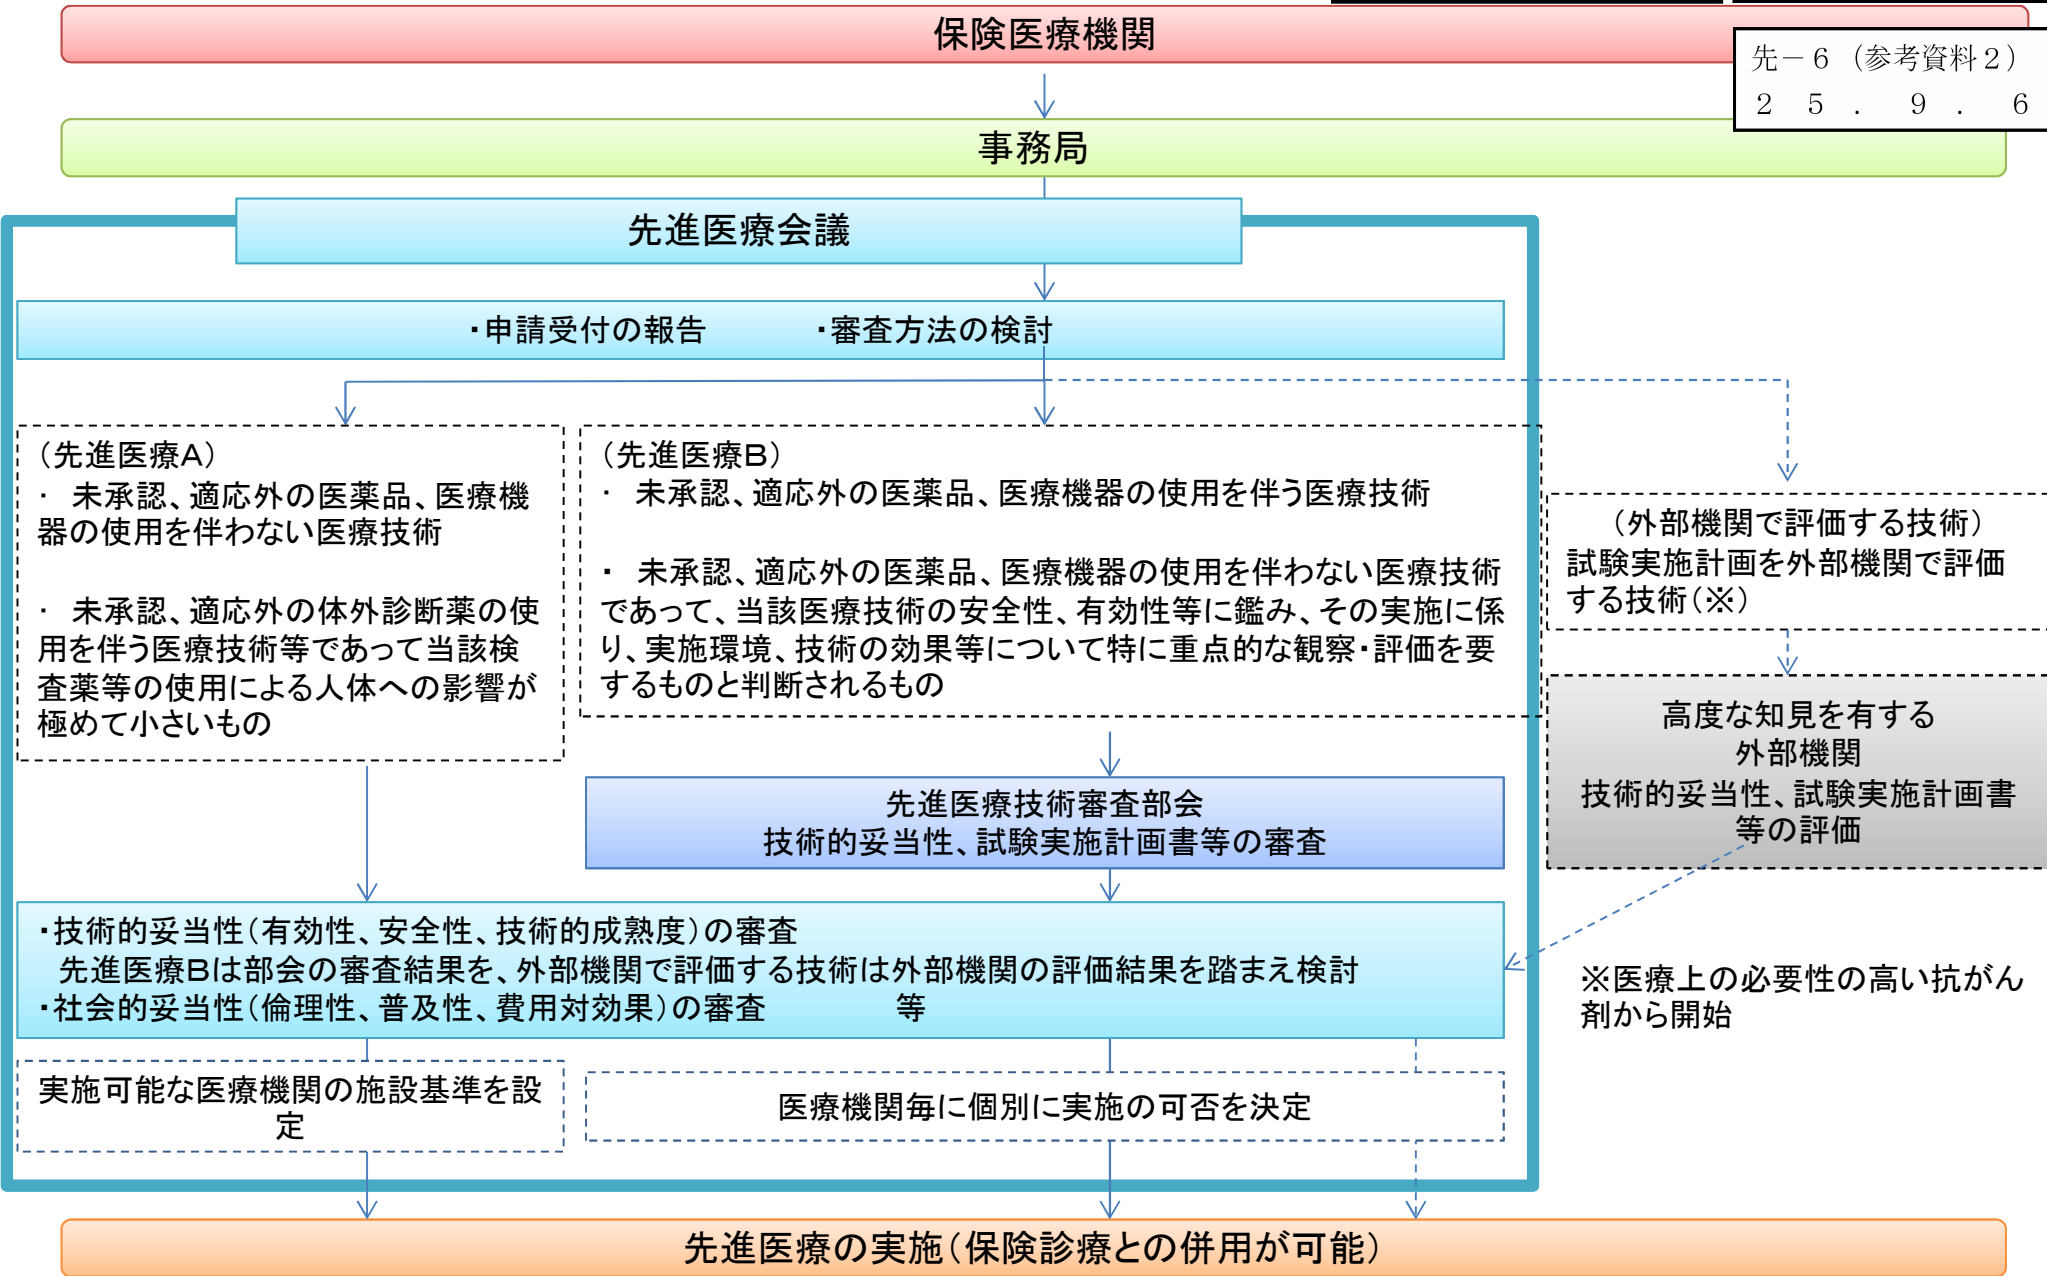 保険医療機関
先－６（参考資料２）
２５．９．６
事務局
先進医療会議
・申請受付の報告　・審査方法の検討
（先進医療A）
・ 未承認、適応外の医薬品、医療機
器の使用を伴わない医療技術
・ 未承認、適応外の体外診断薬の使
用を伴う医療技術等であって当該検
査薬等の使用による人体への影響が
極めて小さいもの
（先進医療B）
・ 未承認、適応外の医薬品、医療機器の使用を伴う医療技術
・ 未承認、適応外の医薬品、医療機器の使用を伴わない医療技術
であって、当該医療技術の安全性、有効性等に鑑み、その実施に係
り、実施環境、技術の効果等について特に重点的な観察・評価を要
するものと判断されるもの
（外部機関で評価する技術）
試験実施計画を外部機関で評価
する技術（※）
高度な知見を有する
外部機関
技術的妥当性、試験実施計画書
等の評価
先進医療技術審査部会
技術的妥当性、試験実施計画書等の審査
・技術的妥当性（有効性、安全性、技術的成熟度）の審査
先進医療Bは部会の審査結果を、外部機関で評価する技術は外部機関の評価結果を踏まえ検討
・社会的妥当性（倫理性、普及性、費用対効果）の審査　等
※医療上の必要性の高い抗がん
剤から開始
実施可能な医療機関の施設基準を設
定
医療機関毎に個別に実施の可否を決定
先進医療の実施（保険診療との併用が可能）